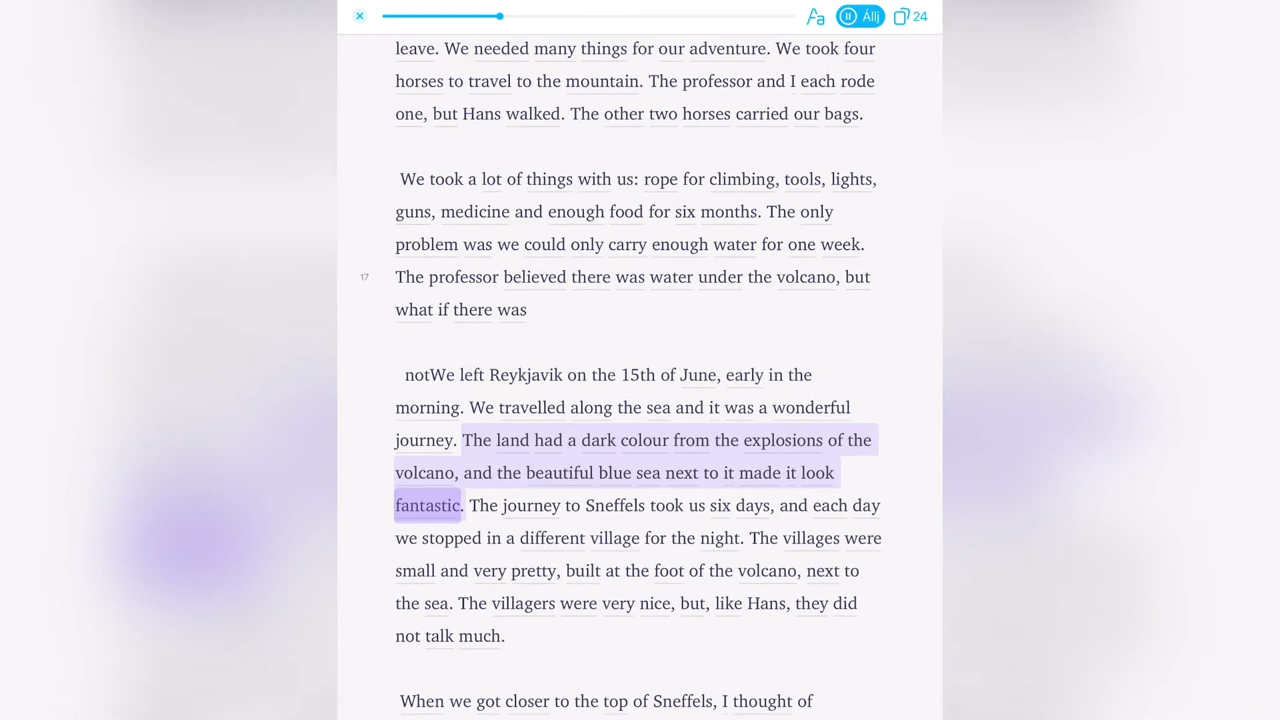 Aa Állj 24
leave. We needed many things for our adventure. We took four
horses to travel to the mountain. The professor and I each rode
one, but Hans walked. The other two horses carried our bags.
We took a lot of things with us: rope for climbing, tools, lights,
guns, medicine and enough food for six months. The only
problem was we could only carry enough water for one week.
17 The professor believed there was water under the volcano, but
what if there was
notWe left Reykjavik on the 15th of June, early in the
morning. We travelled along the sea and it was a wonderful
journey. The land had a dark colour from the explosions of the
volcano, and the beautiful blue sea next to it made it look
fantastic. The journey to Sneffels took us six days, and each day
we stopped in a different village for the night. The villages were
small and very pretty, built at the foot of the volcano, next to
the sea. The villagers were very nice, but, like Hans, they did
not talk much.
When we got closer to the top of Sneffels, I thought of